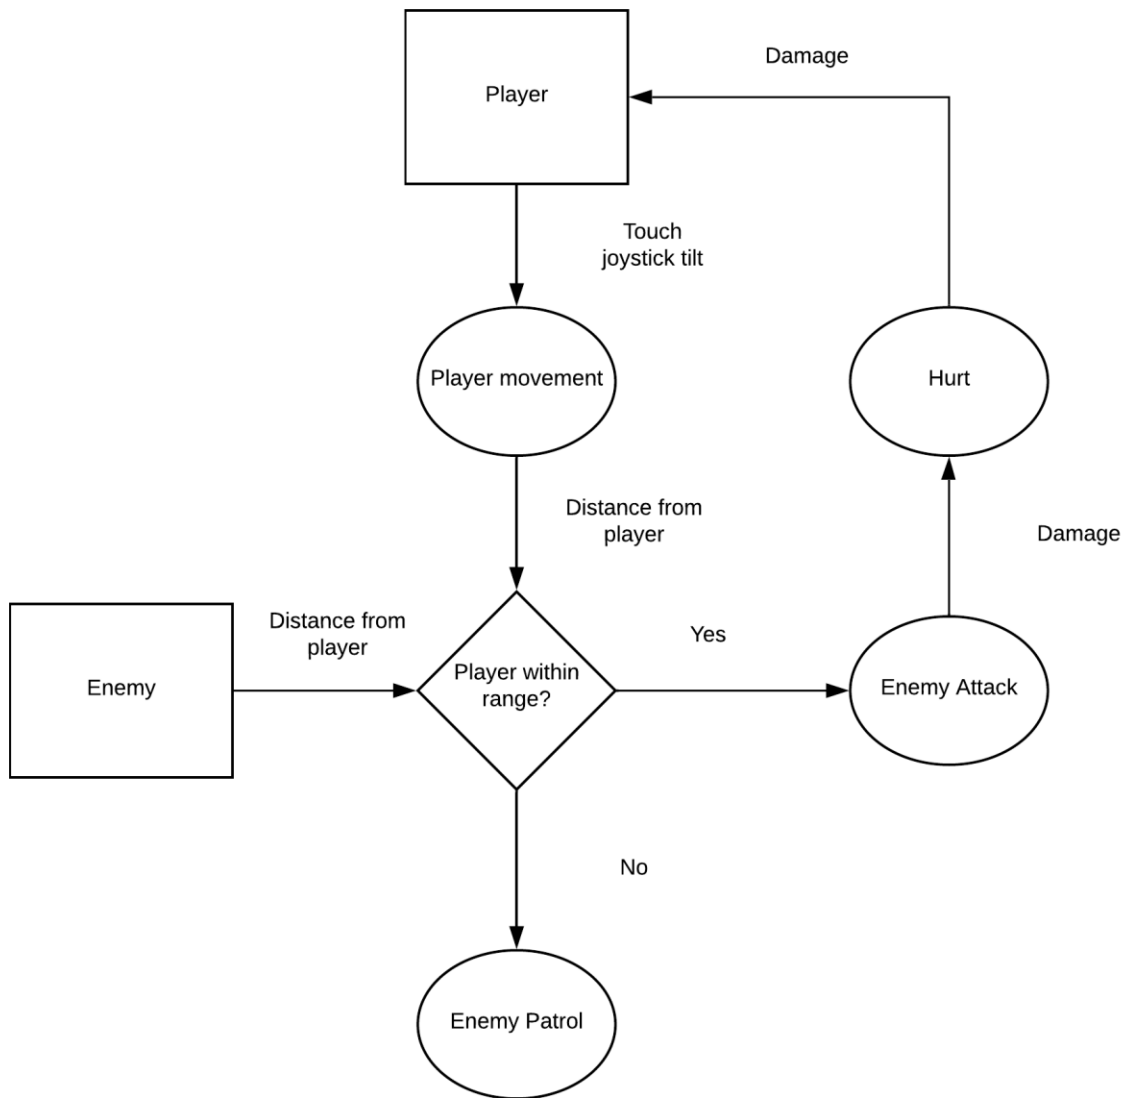 Damage
Player
Touch
joystick tilt
Player movement
Hurt
Distance from
player
Damage
Distance from
player
Yes
Enemy
Player within
range?
Enemy Attack
No
Enemy Patrol